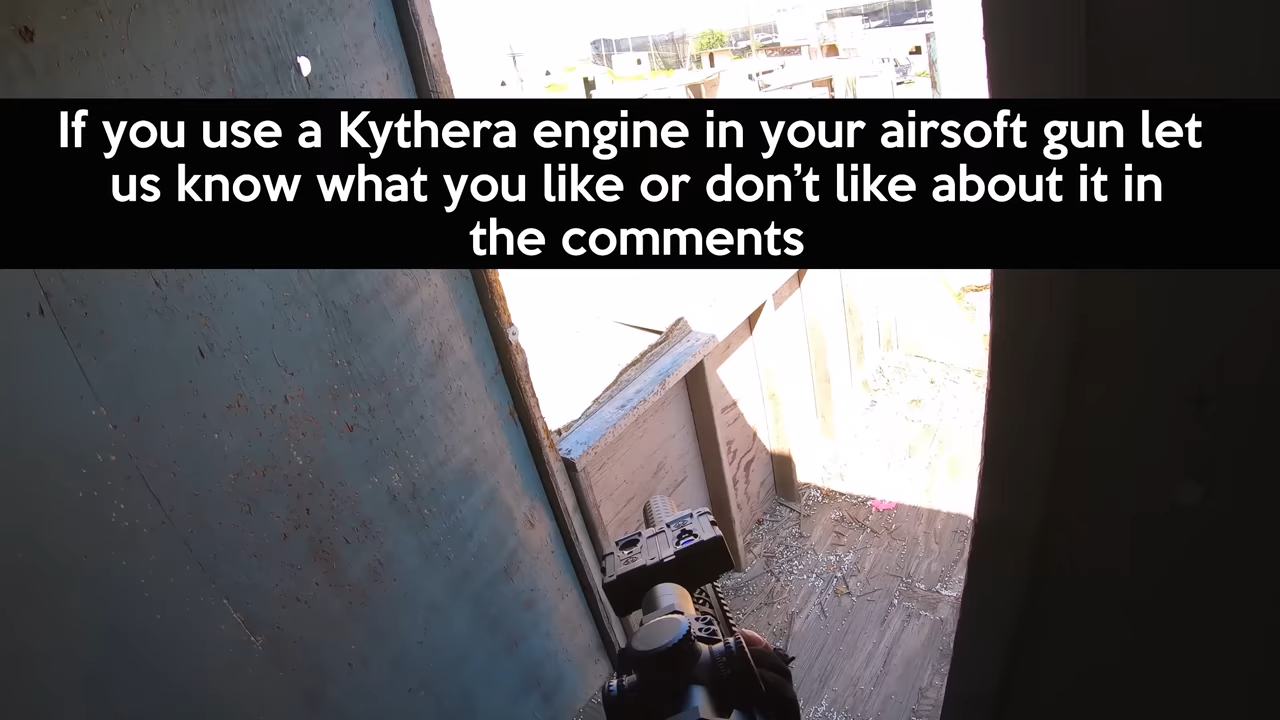 If you use a Kythera engine in your airsoft gun let
us know what you like or don't like about it in
the comments